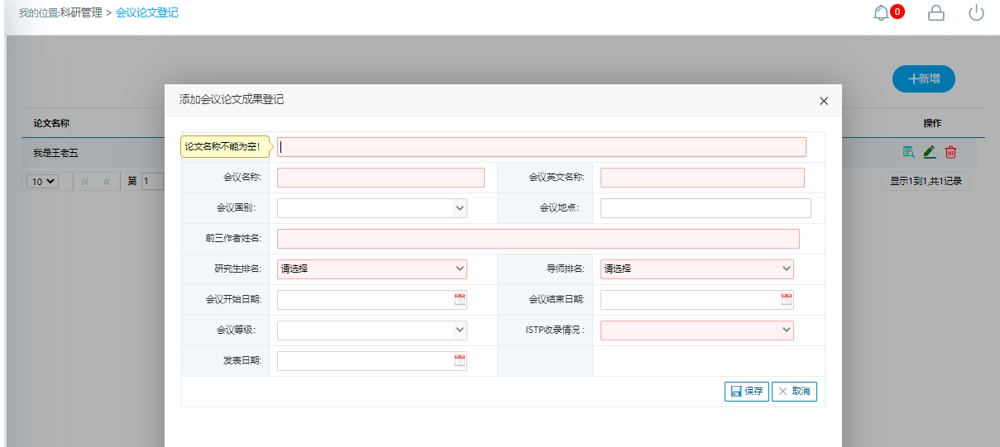 我的位置:科研管理 > 会议论文登记
0
新增
添加会议论文成果登记
论文名称
操作
论文名称不能为空!
我是王老五
会议名称:
会议英文名称:
10
第 1
显示1到1,共1记录
会议国别:
会议地点:
前三作者姓名:
研究生排名: 请选择
导师排名: 请选择
会议开始日期:
会议结束日期:
会议等级:
ISTP收录情况 :
发表日期:
保存
取消